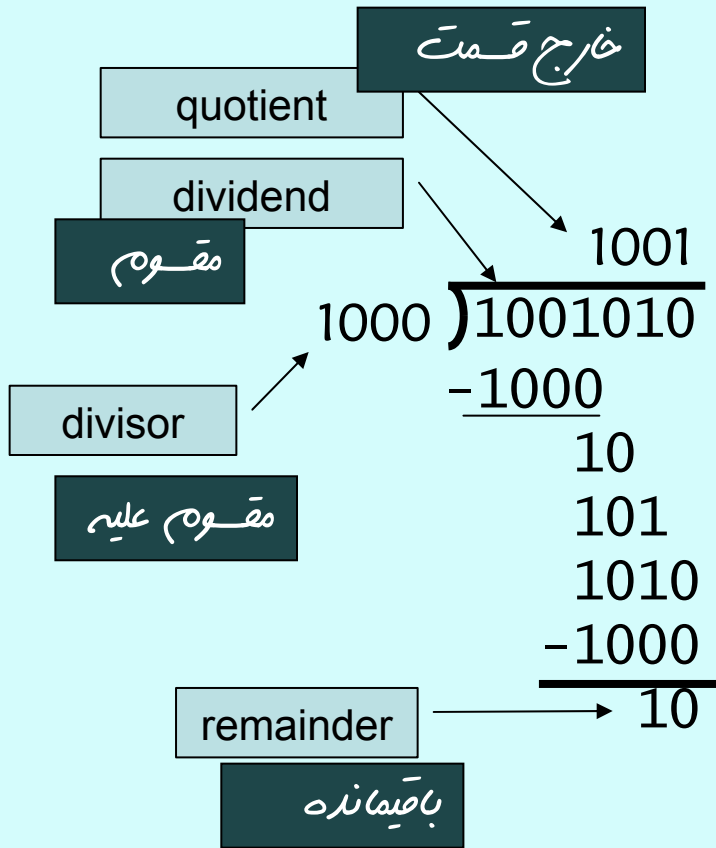 خارج قسمت
quotient
dividend
مقسوم
1001
1000 )1001010
-1000
divisor
10
مقسوم علیه
101
1010
-1000
remainder
10
باقیمانده